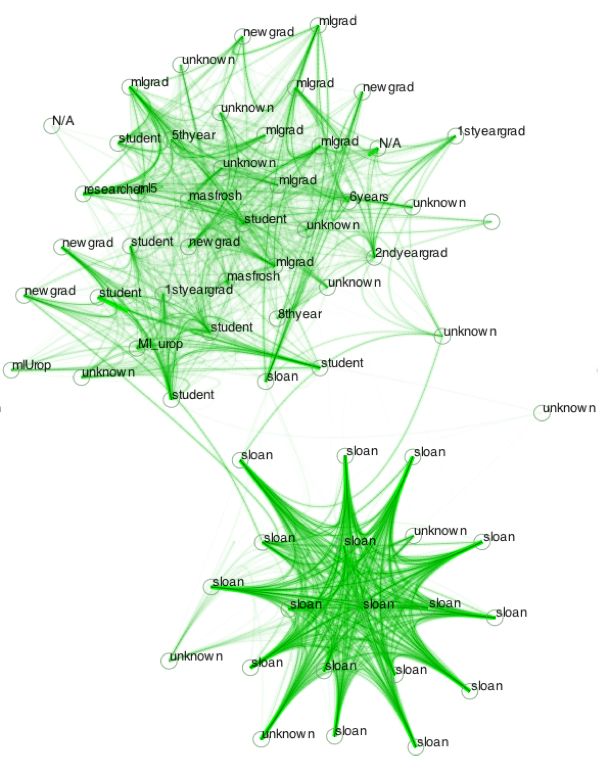 mlgrad
newgrad
unknown
mlgrad
mlgrad
newgrad
unknown
N/A
student
5thyear
mlgrad
mlgrad
N/A
1styeargrad
unknown
mlgrad
researcher
ml5
masfrosh
6years
unknown
student
unknown
newgrad
student
newgrad
2ndyeargrad
mlgrad
masfrosh
unknown
newgrad
student
1styeargrad
8thyear
student
unknown
Ml_urop
mlUrop
unknown
sloan
student
student
unknown
sloan
sloan
sloan
unknown
sloan
sloan
sloan
sloan
sloan
sloan
sloan
sloan
unknown
sloan
sloan
sloan
sloan
unknown
sloan
sloan